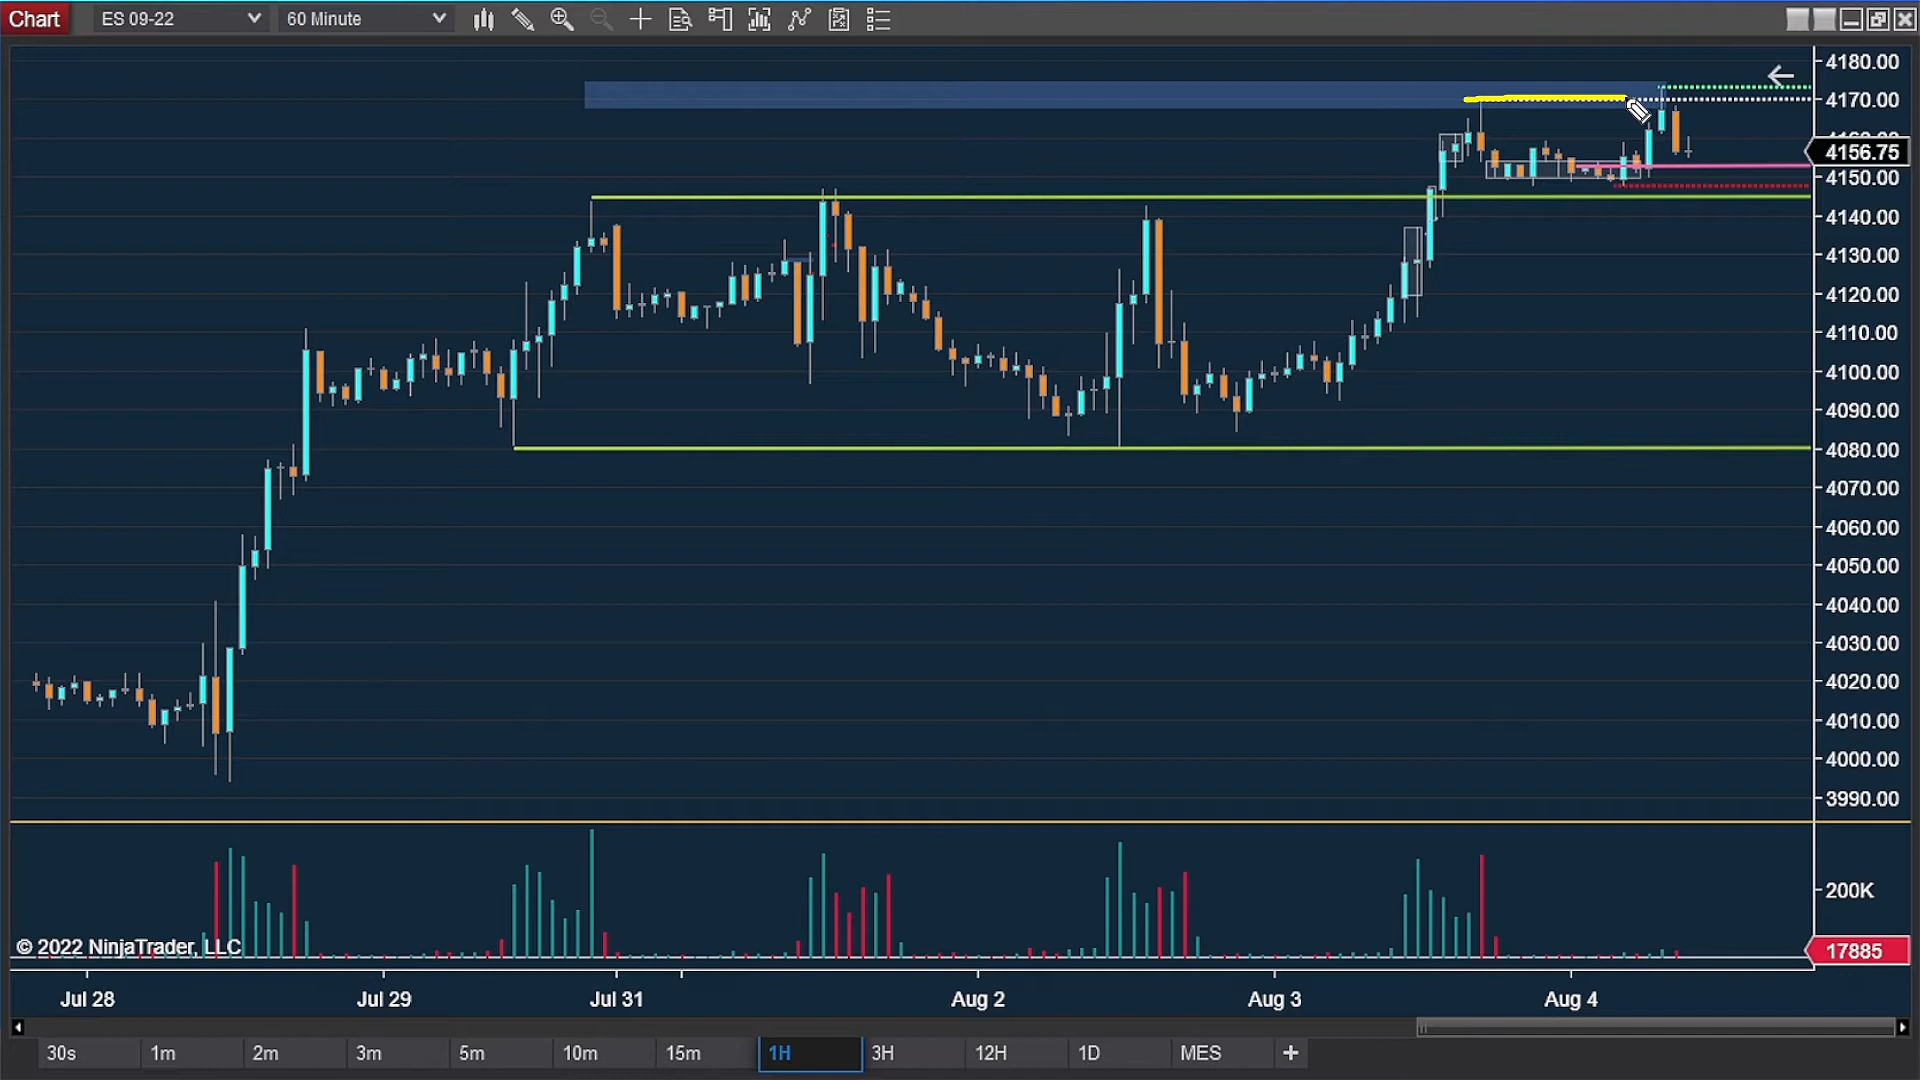 Chart
ES 09-22
60 Minute
4180.00
4170.00
4156.75
4150.00
4140.00
4130.00
4120.00
4110.00
4100.00
4090.00
4080.00
4070.00
4060.00
4050.00
4040.00
4030.00
4020.00
4010.00
4000.00
3990.00
200K
© 2022 NinjaTrader, LLC
17885
Jul 28
Jul 29
Jul 31
Aug 2
Aug 3
Aug 4
30s
1m
2m
3m
5m
10m
15m
1H
3H
12H
1D
MES
+